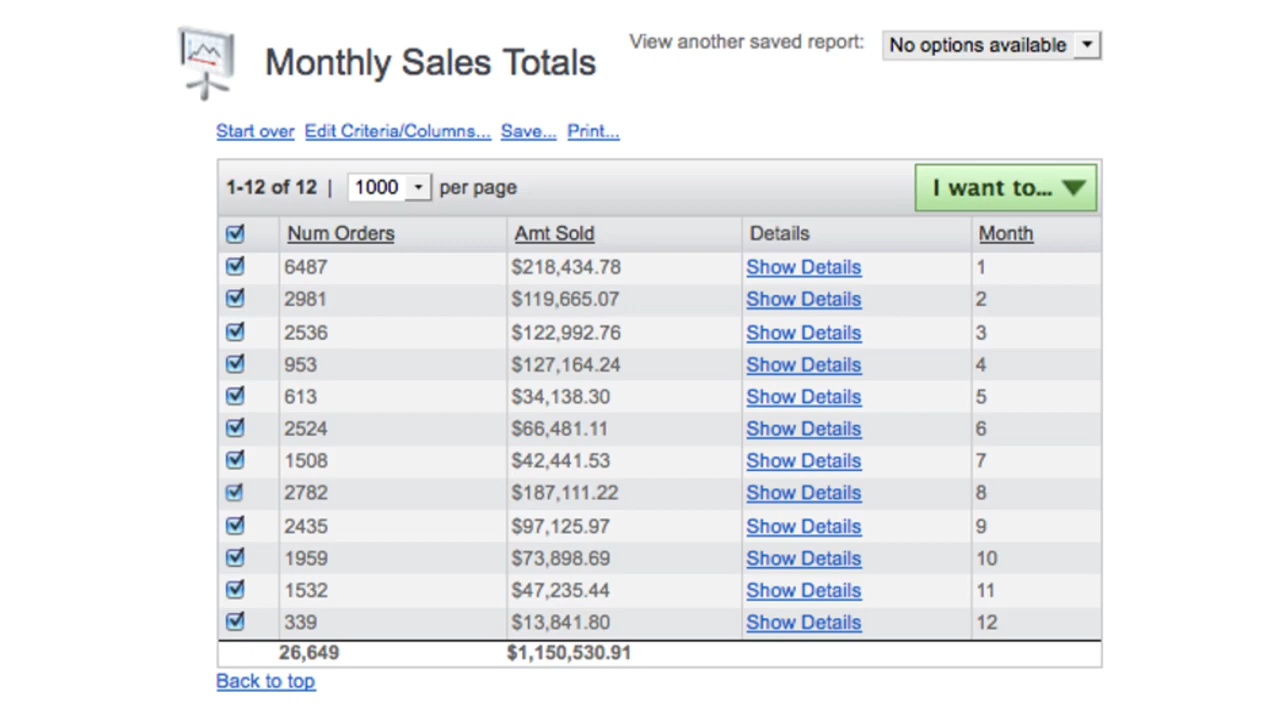 Monthly Sales Totals
View another saved report: No options available
Start over Edit Criteria/Columns... Save... Print...
1-12 of 12 | 1000 per page
I want to...
Num Orders Amt Sold Details Month
6487 $218,434.78 Show Details 1
2981 $119,665.07 Show Details 2
2536 $122,992.76 Show Details 3
953 $127,164.24 Show Details 4
613 $34,138.30 Show Details 5
2524 $66,481.11 Show Details 6
1508 $42,441.53 Show Details 7
2782 $187,111.22 Show Details 8
2435 $97,125.97 Show Details 9
1959 $73,898.69 Show Details 10
1532 $47,235.44 Show Details 11
339 $13,841.80 Show Details 12
26,649 $1,150,530.91
Back to top